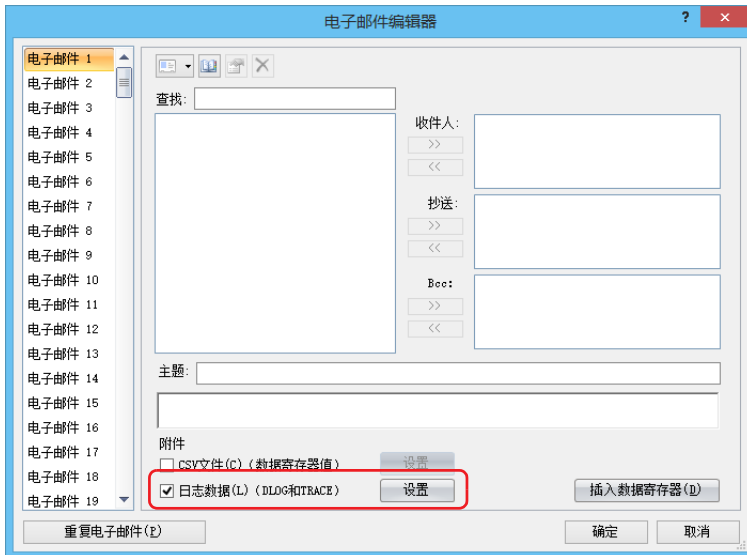 电子邮件编辑器
电子邮件 1
电子邮件 2
电子邮件 3
电子邮件 4
电子邮件 5
电子邮件 6
电子邮件 7
电子邮件 8
电子邮件 9
电子邮件 10
电子邮件 11
电子邮件 12
电子邮件 13
电子邮件 14
电子邮件 15
电子邮件 16
电子邮件 17
电子邮件 18
电子邮件 19
查找:
收件人:
>>
<<
抄送:
>>
<<
Bcc:
>>
<<
主题:
附件
CSV文件(C) (数据寄存器值) 设置
日志数据(L) (DLOG和TRACE) 设置
插入数据寄存器(D)
重复电子邮件(P) 确定 取消